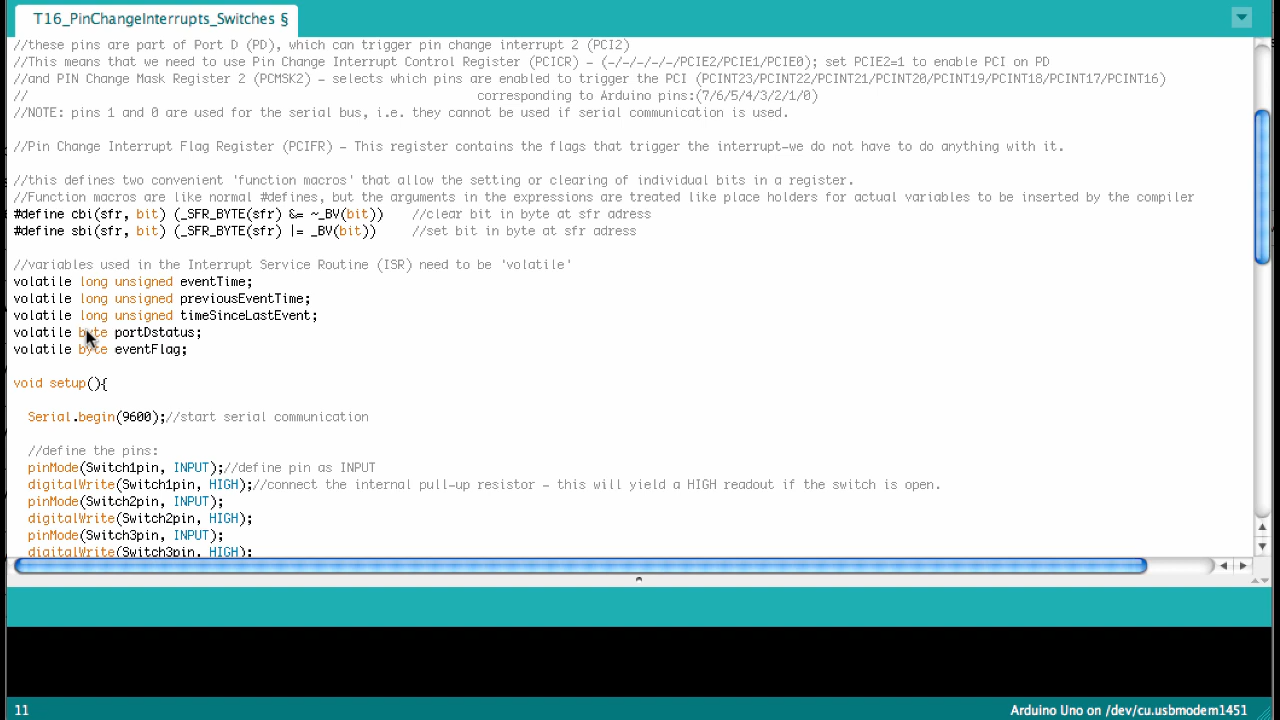 T16_PinChangeInterrupts_Switches §
//these pins are part of Port D (PD), which can trigger pin change interrupt 2 (PCI2)
//This means that we need to use Pin Change Interrupt Control Register (PCICR) - (-/-/-/-/-/PCIE2/PCIE1/PCIE0); set PCIE2=1 to enable PCI on PD
//and PIN Change Mask Register 2 (PCMSK2) - selects which pins are enabled to trigger the PCI (PCINT23/PCINT22/PCINT21/PCINT20/PCINT19/PCINT18/PCINT17/PCINT16)
// corresponding to Arduino pins:(7/6/5/4/3/2/1/0)
//NOTE: pins 1 and 0 are used for the serial bus, i.e. they cannot be used if serial communication is used.
//Pin Change Interrupt Flag Register (PCIFR) - This register contains the flags that trigger the interrupt-we do not have to do anything with it.
//this defines two convenient 'function macros' that allow the setting or clearing of individual bits in a register.
//Function macros are like normal #defines, but the arguments in the expressions are treated like place holders for actual variables to be inserted by the compiler
#define cbi(sfr, bit) (_SFR_BYTE(sfr) &= ~_BV(bit)) //clear bit in byte at sfr adress
#define sbi(sfr, bit) (_SFR_BYTE(sfr) |= _BV(bit)) //set bit in byte at sfr adress
//variables used in the Interrupt Service Routine (ISR) need to be 'volatile'
volatile long unsigned eventTime;
volatile long unsigned previousEventTime;
volatile long unsigned timeSinceLastEvent;
volatile byte portDstatus;
volatile byte eventFlag;
void setup(){
Serial.begin(9600);//start serial communication
//define the pins:
pinMode(Switch1pin, INPUT);//define pin as INPUT
digitalWrite(Switch1pin, HIGH);//connect the internal pull-up resistor - this will yield a HIGH readout if the switch is open.
pinMode(Switch2pin, INPUT);
digitalWrite(Switch2pin, HIGH);
pinMode(Switch3pin, INPUT);
digitalWrite(Switch3pin, HIGH);
11
Arduino Uno on /dev/cu.usbmodem1451